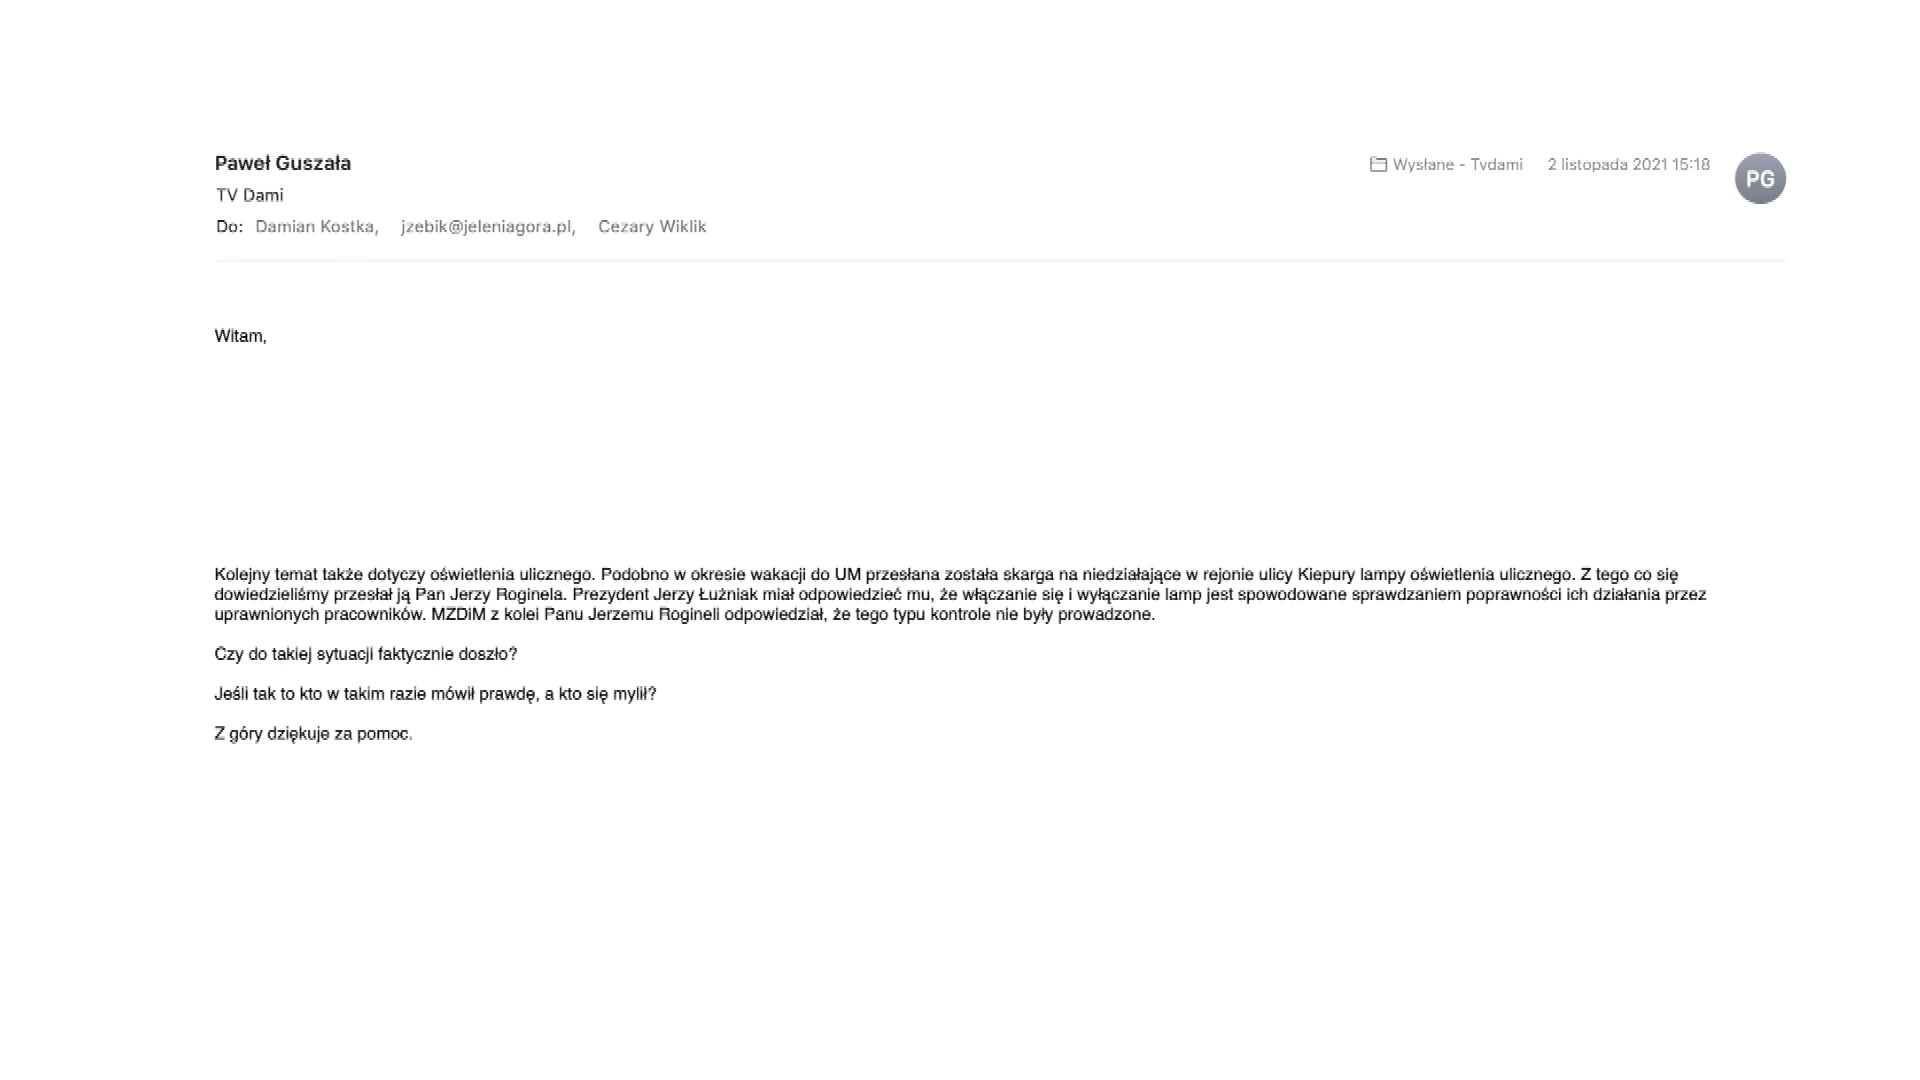 Paweł Guszała
Wysłane - Tvdami 2 listopada 2021 15:18
PG
TV Dami
Do: Damian Kostka, jzebik@jeleniagora.pl, Cezary Wiklik
Witam,
Kolejny temat także dotyczy oświetlenia ulicznego. Podobno w okresie wakacji do UM przesłana została skarga na niedziałające w rejonie ulicy Kiepury lampy oświetlenia ulicznego. Z tego co się
dowiedzieliśmy przesłał ją Pan Jerzy Roginela. Prezydent Jerzy Łużniak miał odpowiedzieć mu, że włączanie się i wyłączanie lamp jest spowodowane sprawdzaniem poprawności ich działania przez
uprawnionych pracowników. MZDiM z kolei Panu Jerzemu Rogineli odpowiedział, że tego typu kontrole nie były prowadzone.
Czy do takiej sytuacji faktycznie doszło?
Jeśli tak to kto w takim razie mówił prawdę, a kto się mylił?
Z góry dziękuje za pomoc.